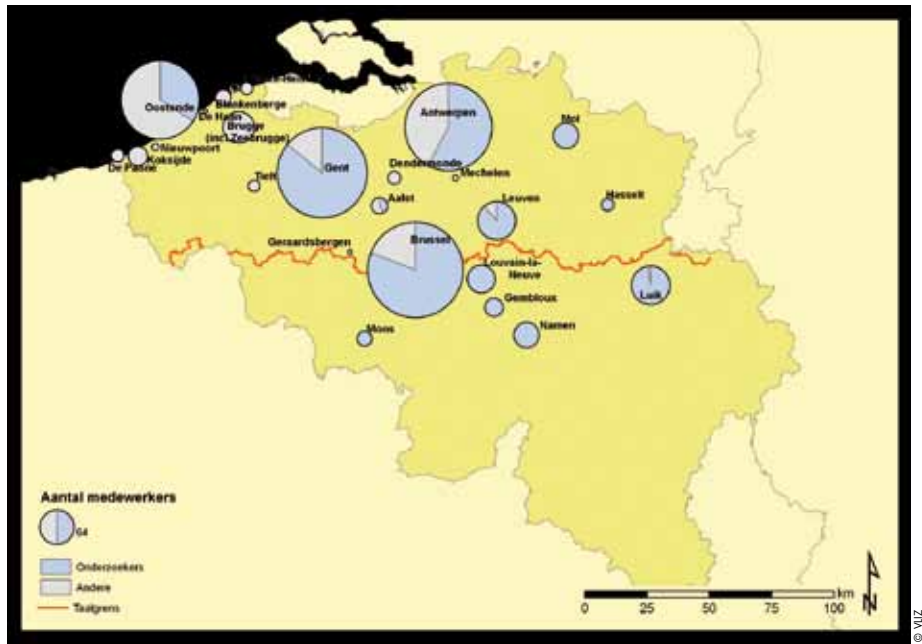 Oostende
Blankenberge
De Haan
Brugge
(incl Zeebrugge)
Nieuwpoort
Koksijde
De Panne
Tielt
Gent
Antwerpen
Dendermonde
Mechelen
Aalst
Mol
Leuven
Hasselt
Geraardsbergen
Brussel
Louvain-la-
Neuve
Gembloux
Luik
Mons
Namen
Aantal medewerkers
64
Onderzoekers
Andere
Taalgrens
km
0 25 50 75 100
N
© VLIZ